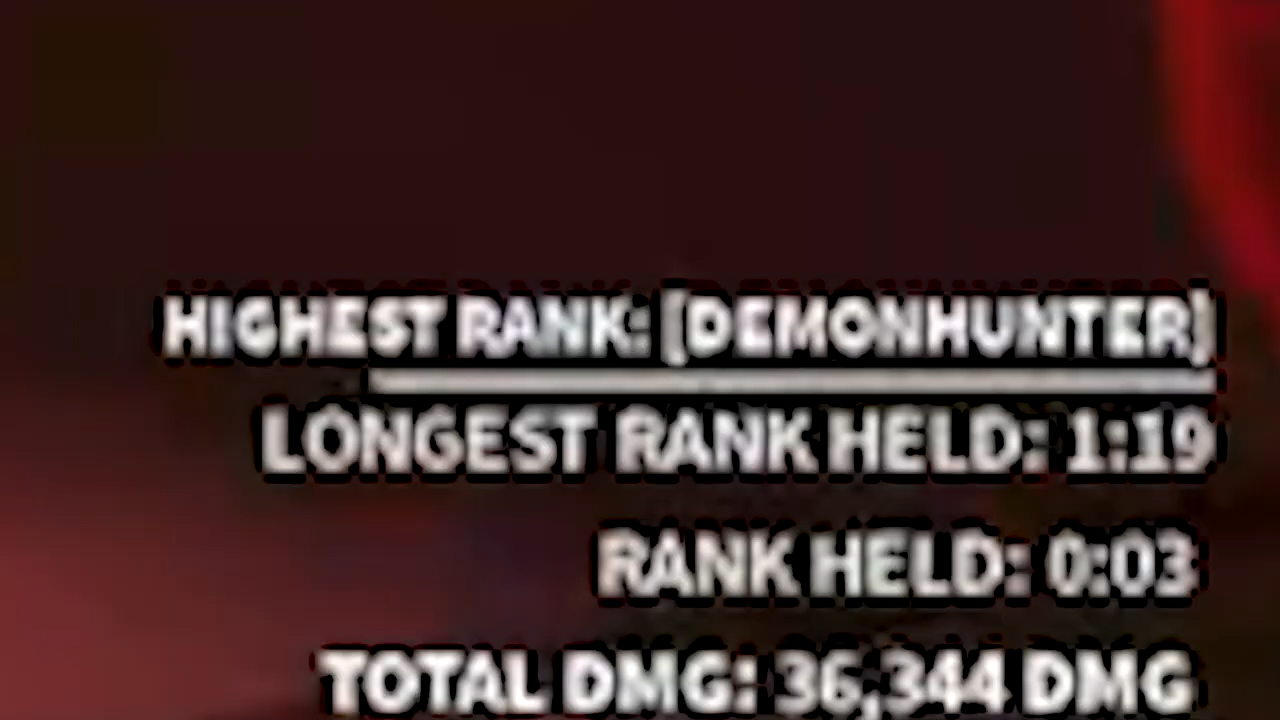 HIGHEST RANK: [DEMONHUNTER]
LONGEST RANK HELD: 1:19
RANK HELD: 0:03
TOTAL DMG: 36,344 DMG